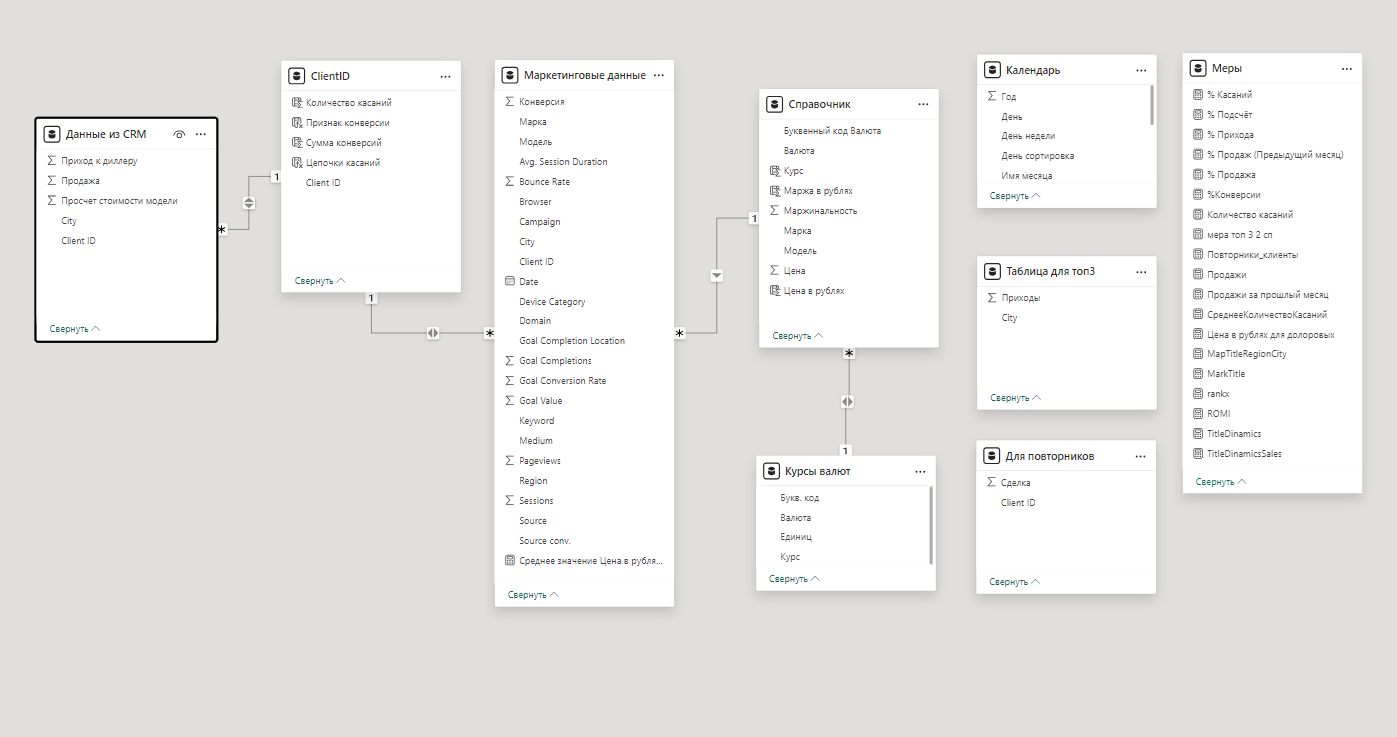 Данные из CRM
Приход к диллеру
Продажа
Просчет стоимости модели
City
Client ID
Свернуть
1
*
ClientID
Количество касаний
Признак конверсии
Сумма конверсий
Цепочки касаний
Client ID
Свернуть
1
*
Маркетинговые данные
Конверсия
Марка
Модель
Avg. Session Duration
Bounce Rate
Browser
Campaign
City
Client ID
Date
Device Category
Domain
Goal Completion Location
Goal Completions
Goal Conversion Rate
Goal Value
Keyword
Medium
Pageviews
Region
Sessions
Source
Source conv.
Среднее значение Цена в рубля...
Свернуть
1
*
Справочник
Буквенный код Валюта
Валюта
Курс
Маржа в рублях
Маржинальность
Марка
Модель
Цена
Цена в рублях
Свернуть
*
1
Курсы валют
Букв. код
Валюта
Единиц
Курс
Свернуть
Календарь
Год
День
День недели
День сортировка
Имя месяца
Свернуть
Таблица для топ3
Приходы
City
Свернуть
Для повторников
Сделка
Client ID
Свернуть
Меры
% Касаний
% Подсчёт
% Прихода
% Продаж (Предыдущий месяц)
% Продажа
%Конверсии
Количество касаний
мера топ 3 2 сп
Повторники_клиенты
Продажи
Продажи за прошлый месяц
СреднееКоличествоКасаний
Цена в рублях для долоровых
MapTitleRegionCity
MarkTitle
rankx
ROMI
TitleDinamics
TitleDinamicsSales
Свернуть